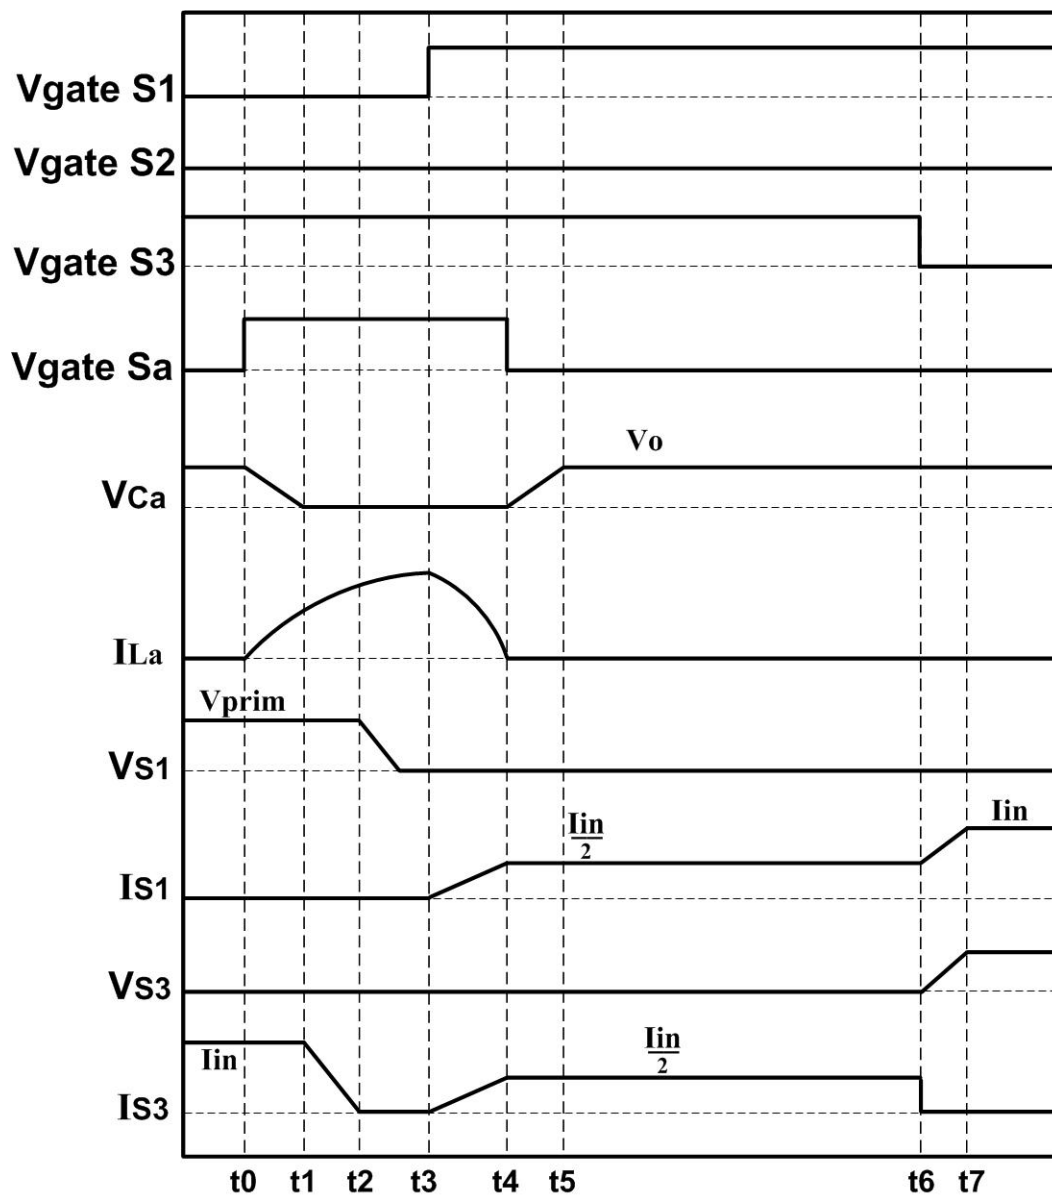 Vgate S1
Vgate S2
Vgate S3
Vgate Sa
Vo
VCa
ILa
Vprim
VS1
Iin
Iin
2
IS1
VS3
Iin
2
Iin
IS3
t0 t1 t2 t3 t4 t5 t6 t7